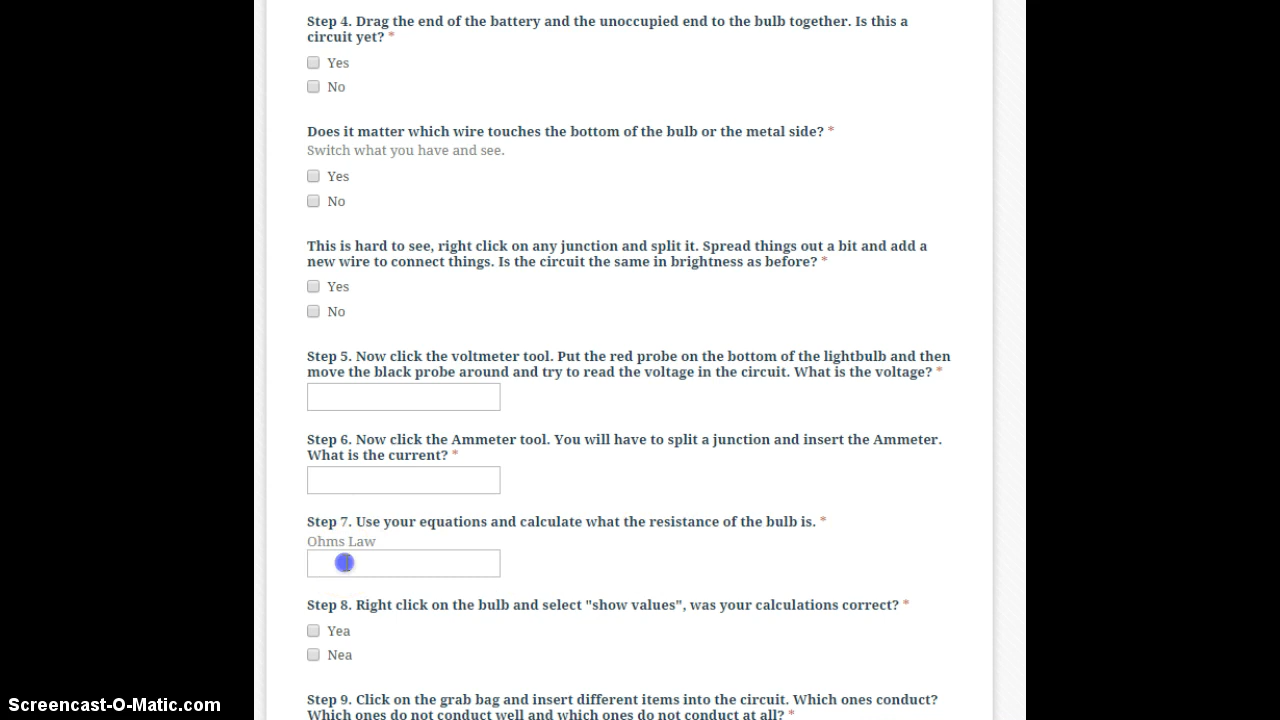 Step 4. Drag the end of the battery and the unoccupied end to the bulb together. Is this a
circuit yet? *
Yes
No
Does it matter which wire touches the bottom of the bulb or the metal side? *
Switch what you have and see.
Yes
No
This is hard to see, right click on any junction and split it. Spread things out a bit and add a
new wire to connect things. Is the circuit the same in brightness as before? *
Yes
No
Step 5. Now click the voltmeter tool. Put the red probe on the bottom of the lightbulb and then
move the black probe around and try to read the voltage in the circuit. What is the voltage? *
Step 6. Now click the Ammeter tool. You will have to split a junction and insert the Ammeter.
What is the current? *
Step 7. Use your equations and calculate what the resistance of the bulb is. *
Ohms Law
Step 8. Right click on the bulb and select "show values", was your calculations correct? *
Yea
Nea
Step 9. Click on the grab bag and insert different items into the circuit. Which ones conduct?
Which ones do not conduct well and which ones do not conduct at all? *
Screencast-O-Matic.com